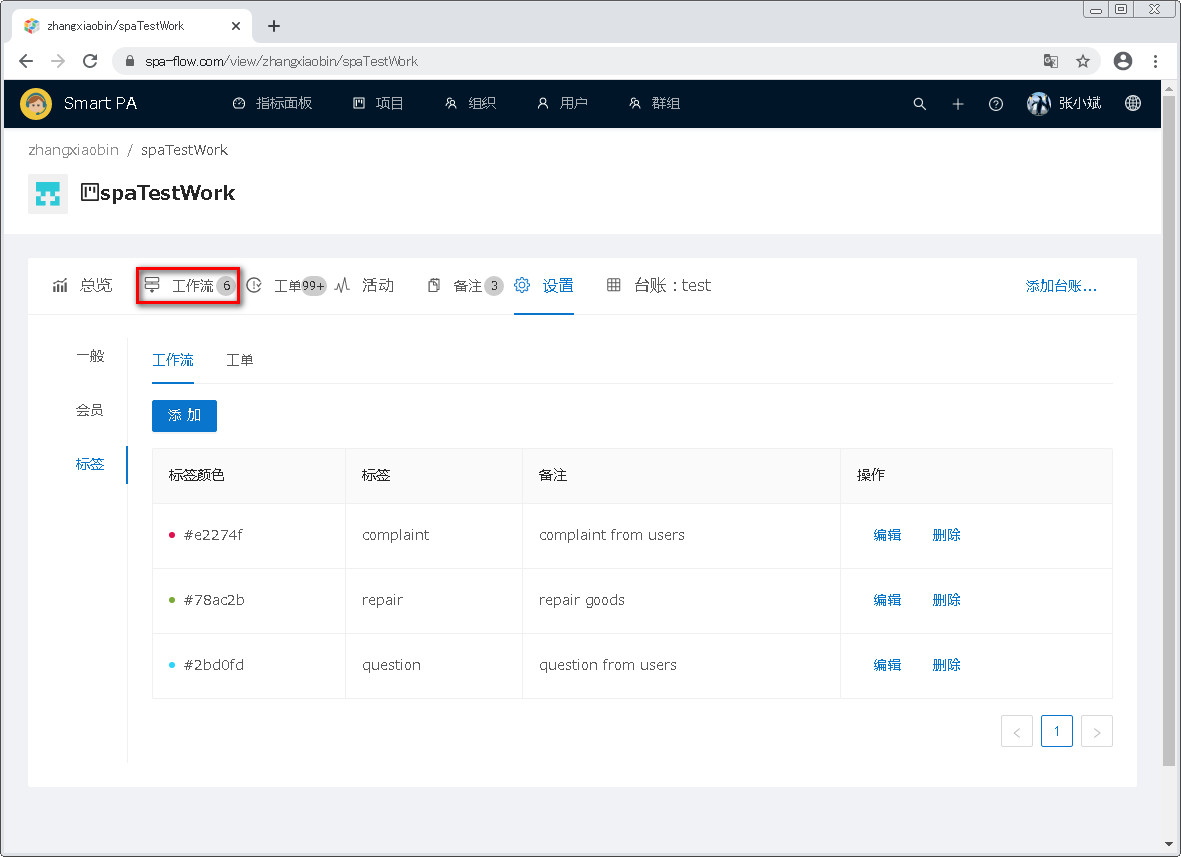 zhangxiaobin/spaTestWork
spa-flow.com/view/zhangxiaobin/spaTestWork
Smart PA 指标面板 项目 组织 用户 群组 张小斌
zhangxiaobin / spaTestWork
spaTestWork
总览 工作流 6 工单 99+ 活动 备注 3 设置 台账：test 添加台账...
一般
会员
标签
工作流 工单
添 加
标签颜色 标签 备注 操作
#e2274f complaint complaint from users 编辑 删除
#78ac2b repair repair goods 编辑 删除
#2bd0fd question question from users 编辑 删除
< 1 >